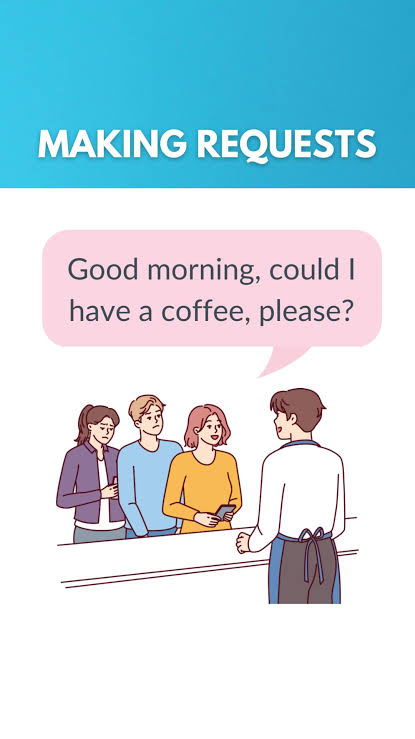 MAKING REQUESTS
Good morning, could I
have a coffee, please?